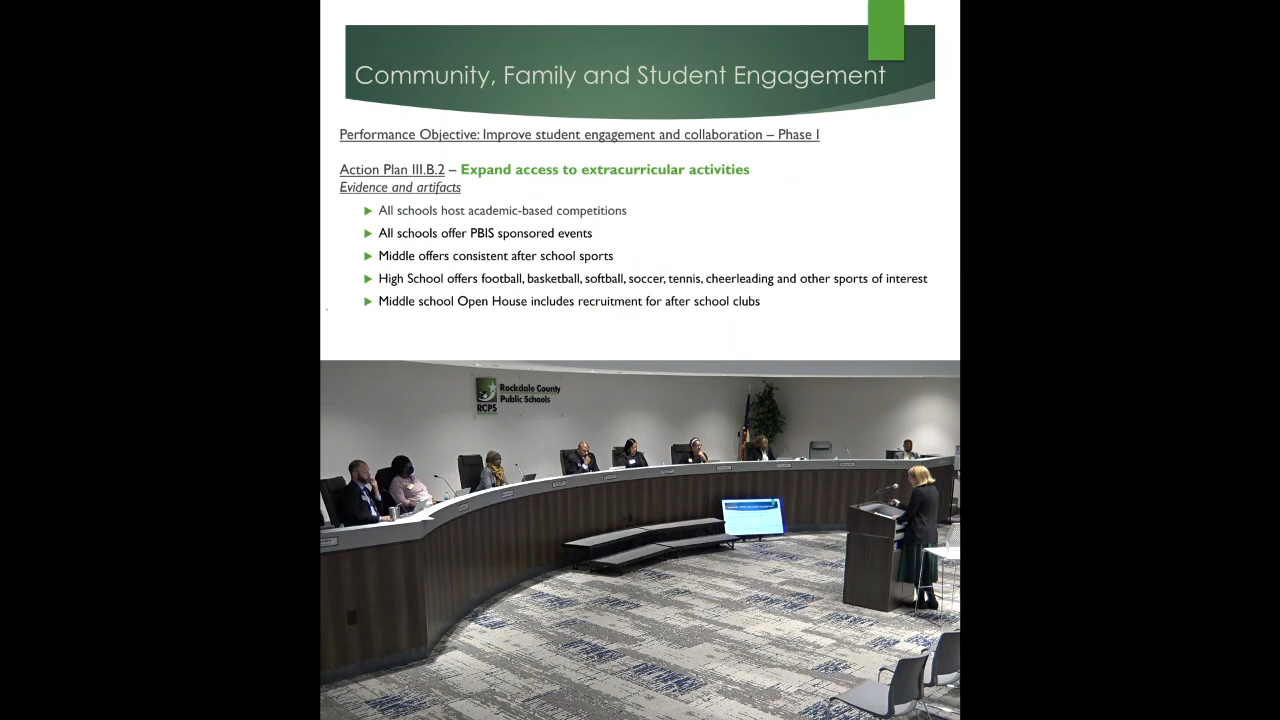 Community, Family and Student Engagement
Performance Objective: Improve student engagement and collaboration – Phase I
Action Plan III.B.2 – Expand access to extracurricular activities
Evidence and artifacts
All schools host academic-based competitions
All schools offer PBIS sponsored events
Middle offers consistent after school sports
High School offers football, basketball, softball, soccer, tennis, cheerleading and other sports of interest
Middle school Open House includes recruitment for after school clubs
Rockdale County
Public Schools
RCPS